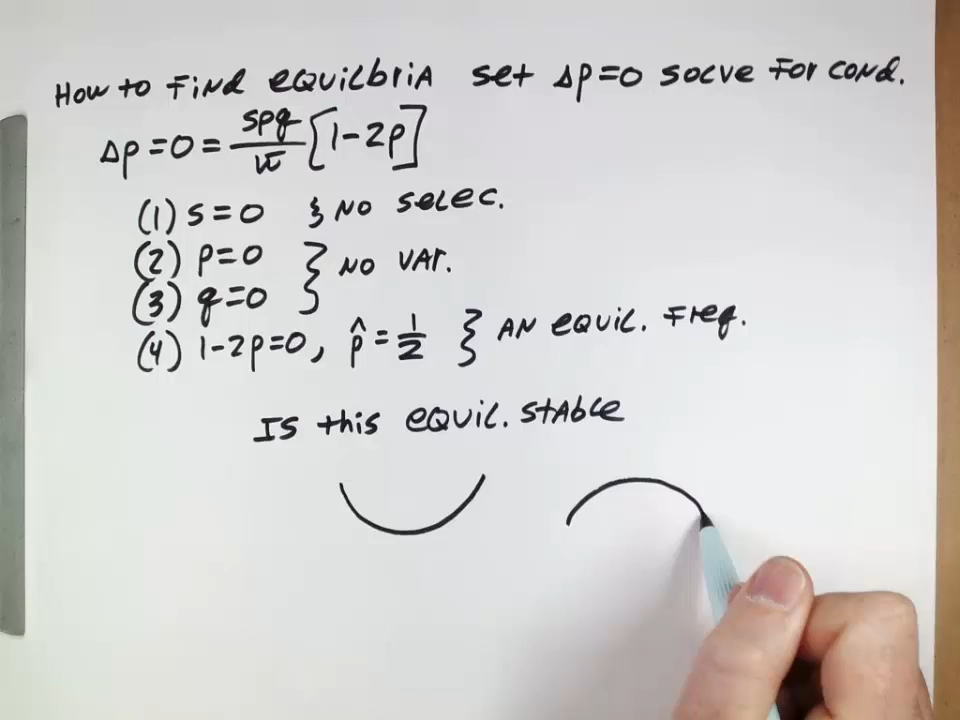 How to Find equilbria set Δp=0 solve For cond.
Δp=0= spq/w̄ [1-2p]
(1) s=0 } No selec.
(2) p=0 } No var.
(3) q=0
(4) 1-2p=0, p̂=1/2 } An equil. Freq.
Is this equil. stable